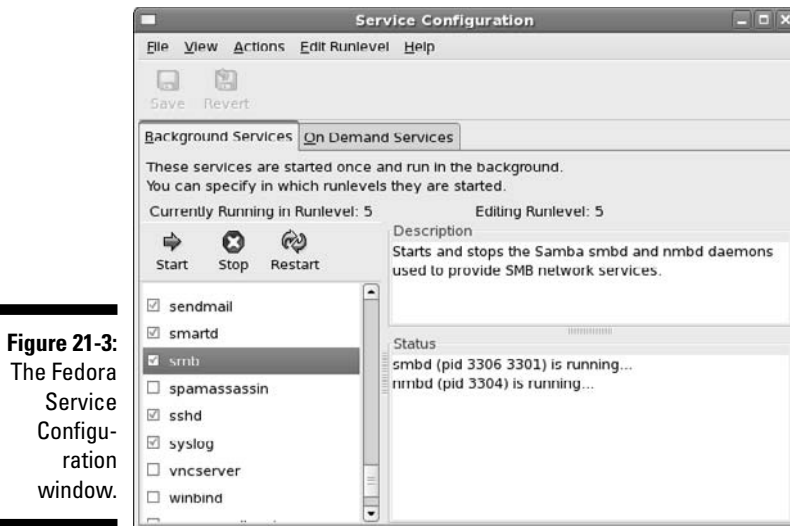 Service Configuration
File View Actions Edit Runlevel Help
Save Revert
Background Services On Demand Services
These services are started once and run in the background.
You can specify in which runlevels they are started.
Currently Running in Runlevel: 5 Editing Runlevel: 5
Start Stop Restart
sendmail
smartd
smb
spamassassin
sshd
syslog
vncserver
winbind
Description
Starts and stops the Samba smbd and nmbd daemons
used to provide SMB network services.
Status
smbd (pid 3306 3301) is running...
nmbd (pid 3304) is running...
Figure 21-3:
The Fedora
Service
Configu-
ration
window.